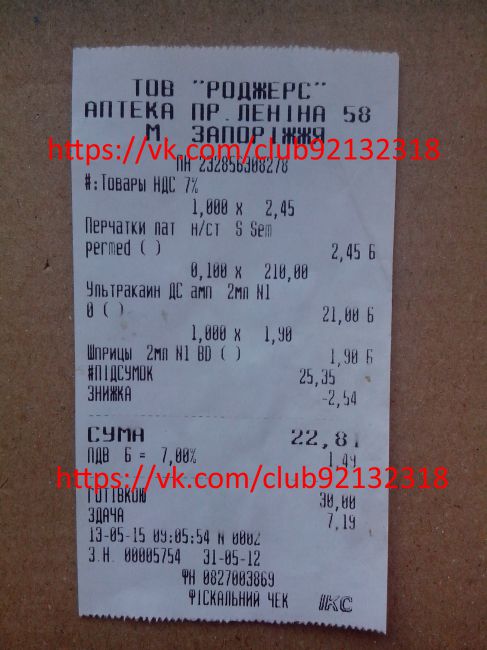 ТОВ "РОДЖЕРС"
АПТЕКА ПР.ЛЕНІНА 58
М. ЗАПОРІЖЖЯ
https://vk.com/club92132318
ПН 232856308278
#:Товары НДС 7%
1,000 x 2,45
Перчатки лат н/ст S Sem
permed ( ) 2,45 Б
0,100 x 210,00
Ультракаин ДС амп 2мл N1
0 ( ) 21,00 Б
1,000 x 1,90
Шприцы 2мл N1 BD ( ) 1,90 Б
#ПІДСУМОК 25,35
ЗНИЖКА -2,54
СУМА 22,81
ПДВ Б = 7,00% 1,49
https://vk.com/club92132318
ГОТІВКОЮ 30,00
ЗДАЧА 7,19
13-05-15 09:05:54 N 0002
З.Н. 00005754 31-05-12
ФН 0827003869
ФІСКАЛЬНИЙ ЧЕК ІКС